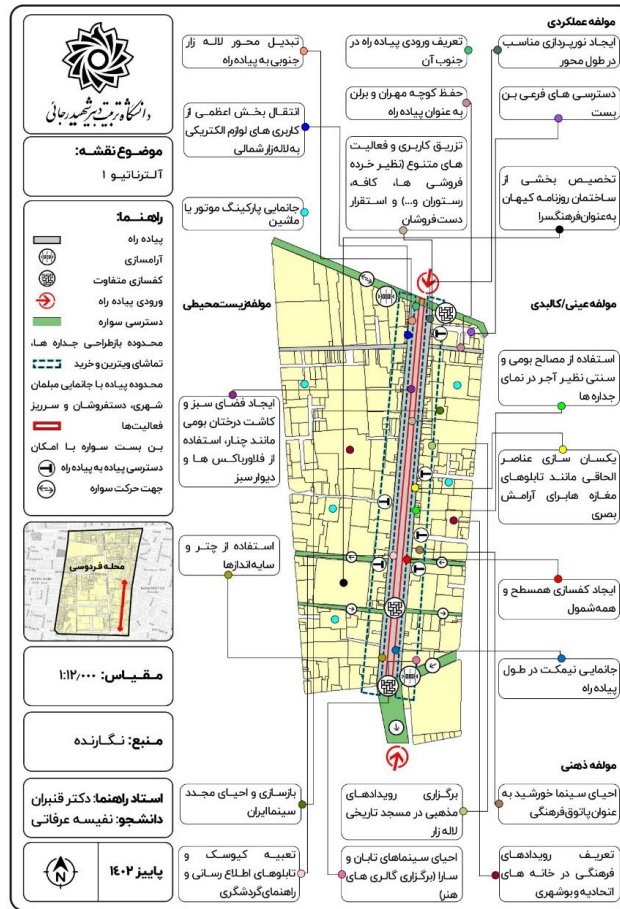 مولفه عملکردی
ایجاد نورپردازی مناسب
در طول محور
دسترسی های فرعی بن
بست
تخصیص بخشی از
ساختمان روزنامه کیهان
به‌عنوان فرهنگسرا
تعریف ورودی پیاده راه در
جنوب آن
حفظ کوچه مهران و برلن
به عنوان پیاده راه
تزریق کاربری و فعالیت
های متنوع (نظیر خرده
فروشی ها، کافه،
رستوران و...) و استقرار
دست‌فروشان
تبدیل محور لاله زار
جنوبی به پیاده راه
انتقال بخش اعظمی از
کاربری های لوازم الکتریکی
به لاله‌زار شمالی
جانمایی پارکینگ موتور یا
ماشین
مولفه عینی/کالبدی
استفاده از مصالح بومی و
سنتی نظیر آجر در نمای
جداره ها
یکسان سازی عناصر
الحاقی مانند تابلوهای
مغازه هابرای آرامش
بصری
ایجاد کفسازی همسطح و
همه‌شمول
جانمایی نیمکت در طول
پیاده راه
مولفه‌زیست‌محیطی
ایجاد فضای سبز و
کاشت درختان بومی
مانند چنار، استفاده
از فلاورباکس ها و
دیوار سبز
استفاده از چتر و
سایه‌اندازها
مولفه ذهنی
احیای سینما خورشید به
عنوان پاتوق فرهنگی
تعریف رویدادهای
فرهنگی در خانه های
اتحادیه و بوشهری
برگزاری رویدادهای
مذهبی در مسجد تاریخی
لاله زار
احیای سینماهای تابان و
سارا (برگزاری گالری های
هنر)
بازسازی و احیای مجدد
سینما ایران
تعبیه کیوسک و
تابلوهای اطلاع رسانی و
راهنمای گردشگری
دانشگاه تربیت دبیر شهید رجائی
موضوع نقشه:
آلترناتیو ۱
راهنما:
پیاده راه
آرامسازی
کفسازی متفاوت
ورودی پیاده راه
دسترسی سواره
محدوده بازطراحی جداره ها،
تماشای ویترین و خرید
محدوده پیاده با جانمایی مبلمان
شهری، دستفروشان و سرریز
فعالیت‌ها
بن بست سواره با امکان
دسترسی پیاده به پیاده راه
جهت حرکت سواره
محله فردوسی
مقیاس: ۱:۱۲٫۰۰۰
منبع: نگارنده
استاد راهنما: دکتر قنبران
دانشجو: نفیسه عرفاتی
پاییز ۱۴۰۲
N